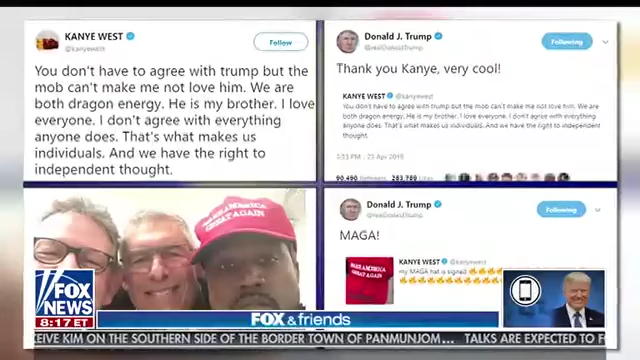 KANYE WEST
@kanyewest
Follow
You don't have to agree with trump but the
mob can't make me not love him. We are
both dragon energy. He is my brother. I love
everyone. I don't agree with everything
anyone does. That's what makes us
individuals. And we have the right to
independent thought.
Donald J. Trump
@realDonaldTrump
Following
Thank you Kanye, very cool!
KANYE WEST @kanyewest
You don't have to agree with trump but the mob can't make me not love him. We are
both dragon energy. He is my brother. I love everyone. I don't agree with everything
anyone does. That's what makes us individuals. And we have the right to independent
thought.
90,490 Retweets 283,789 Likes
MAKE AMERICA
GREAT AGAIN
Donald J. Trump
@realDonaldTrump
Following
MAGA!
KANYE WEST @kanyewest
my MAGA hat is signed
FOX
NEWS
8:17 ET
FOX & friends
CEIVE KIM ON THE SOUTHERN SIDE OF THE BORDER TOWN OF PANMUNJOM
TALKS ARE EXPECTED TO F